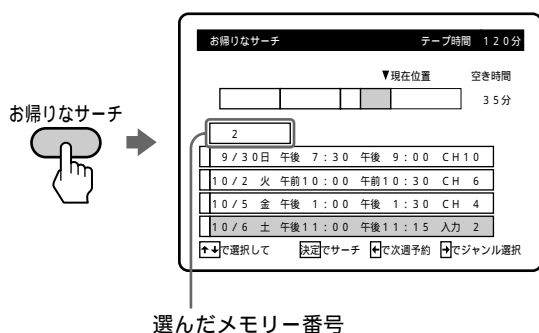 お帰りなサーチ
お帰りなサーチ テープ時間 120分
▼現在位置 空き時間
35分
2
9/30日 午後 7:30 午後 9:00 CH10
10/2 火 午前10:00 午前10:30 CH 6
10/5 金 午後 1:00 午後 1:30 CH 4
10/6 土 午後11:00 午後11:15 入力 2
↑↓で選択して 決定でサーチ ←で次週予約 →でジャンル選択
選んだメモリー番号